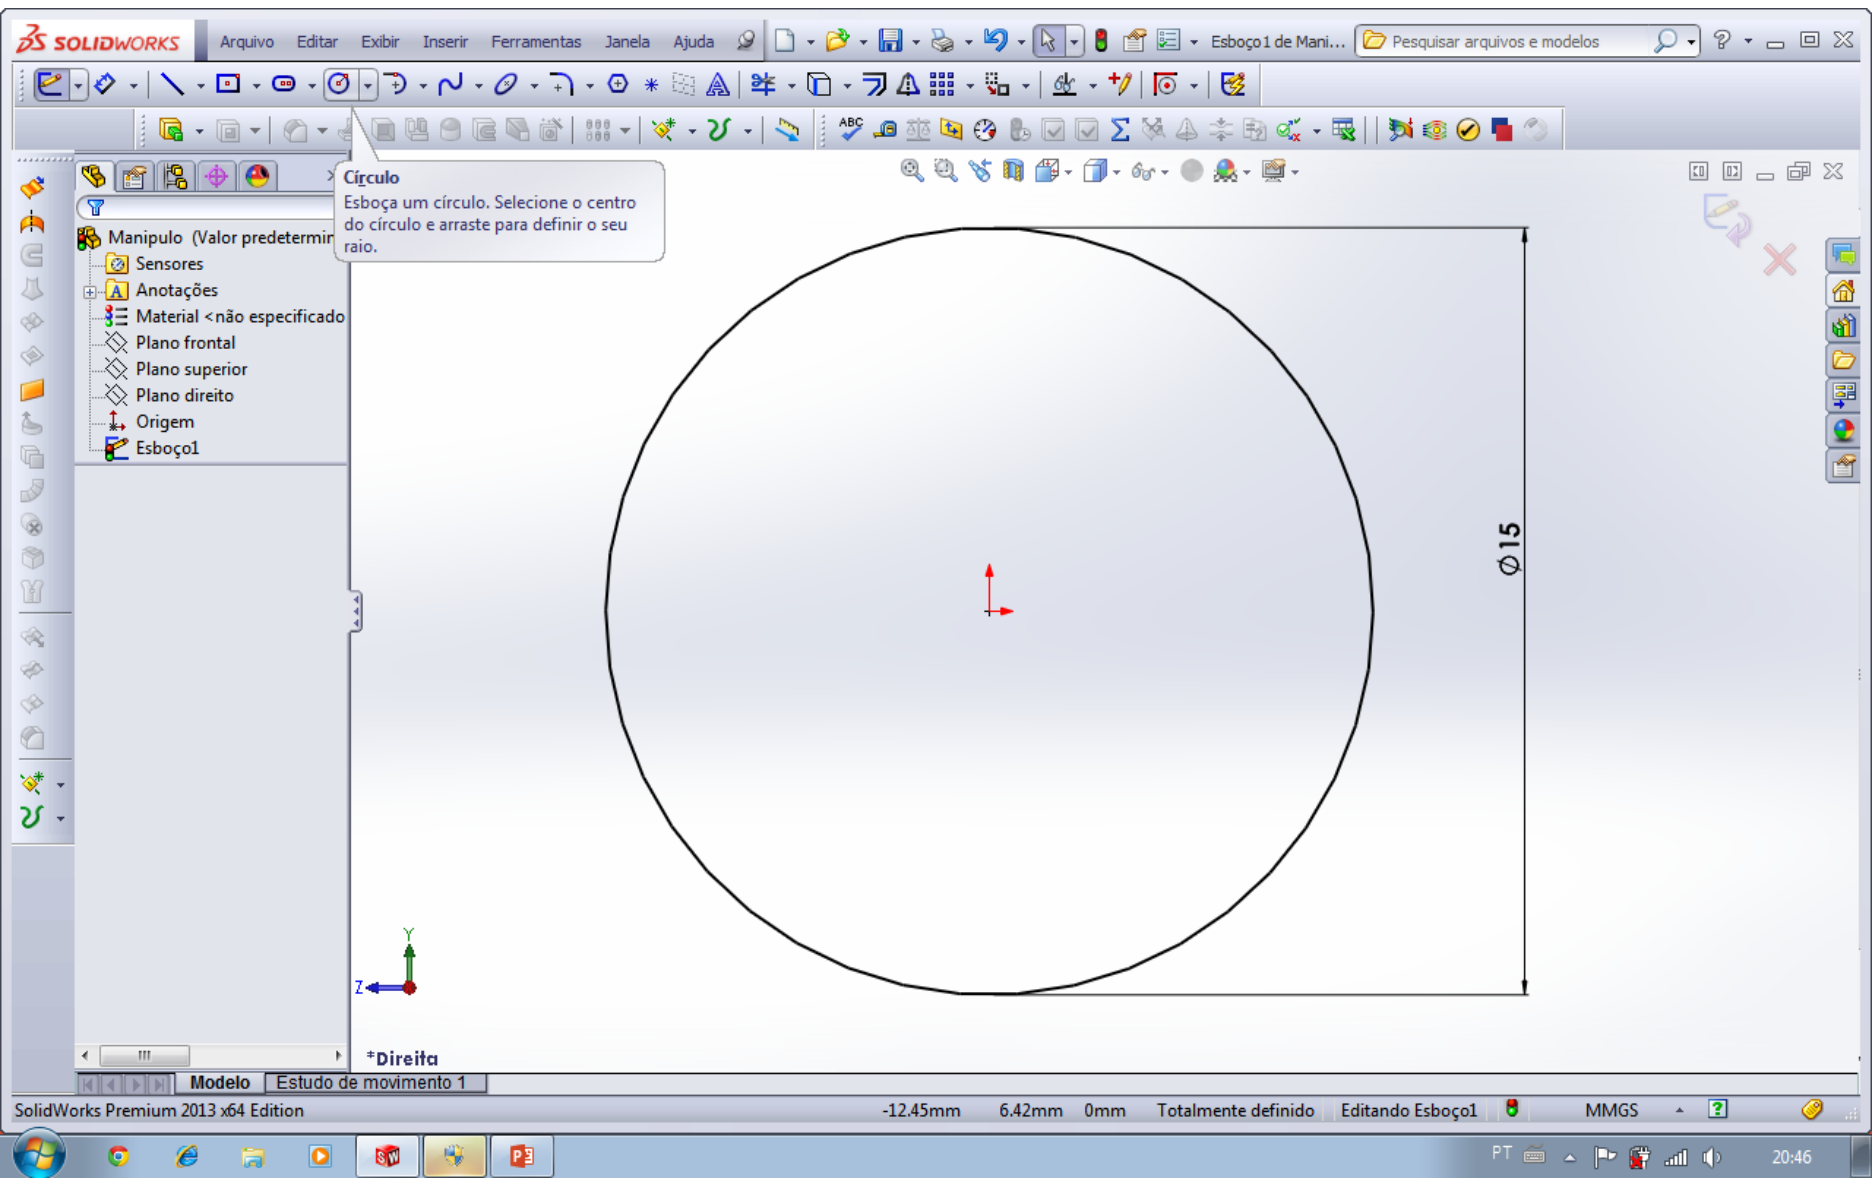 SOLIDWORKS Arquivo Editar Exibir Inserir Ferramentas Janela Ajuda Esboço1 de Mani... Pesquisar arquivos e modelos
ABC
Círculo
Esboça um círculo. Selecione o centro
do círculo e arraste para definir o seu
raio.
Manipulo (Valor predetermin
Sensores
Anotações
Material <não especificado
Plano frontal
Plano superior
Plano direito
Origem
Esboço1
Ø15
Y
Z
*Direita
Modelo Estudo de movimento 1
SolidWorks Premium 2013 x64 Edition -12.45mm 6.42mm 0mm Totalmente definido Editando Esboço1 MMGS
PT 20:46